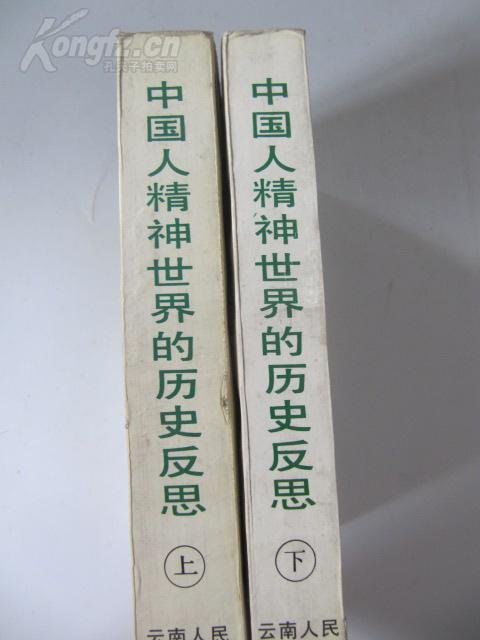 Kongfz.cn
孔夫子拍卖网
中国人精神世界的历史反思
上
云南人民
中国人精神世界的历史反思
下
云南人民